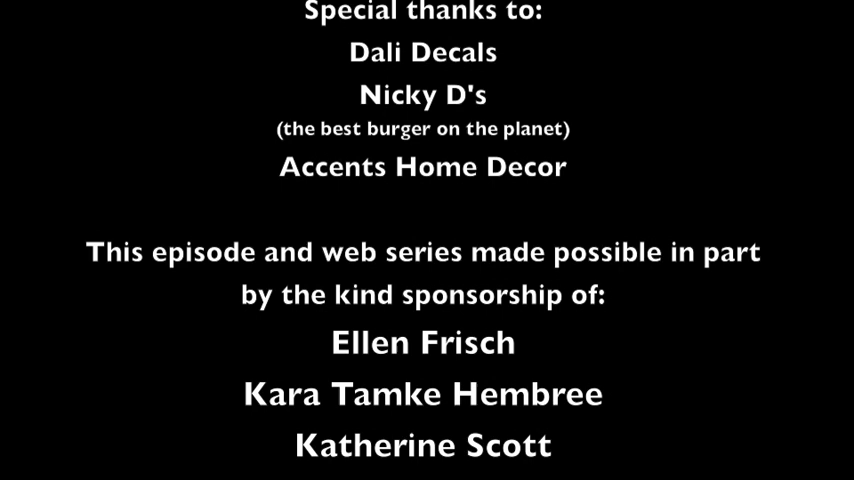 Special thanks to:
Dali Decals
Nicky D's
(the best burger on the planet)
Accents Home Decor
This episode and web series made possible in part
by the kind sponsorship of:
Ellen Frisch
Kara Tamke Hembree
Katherine Scott